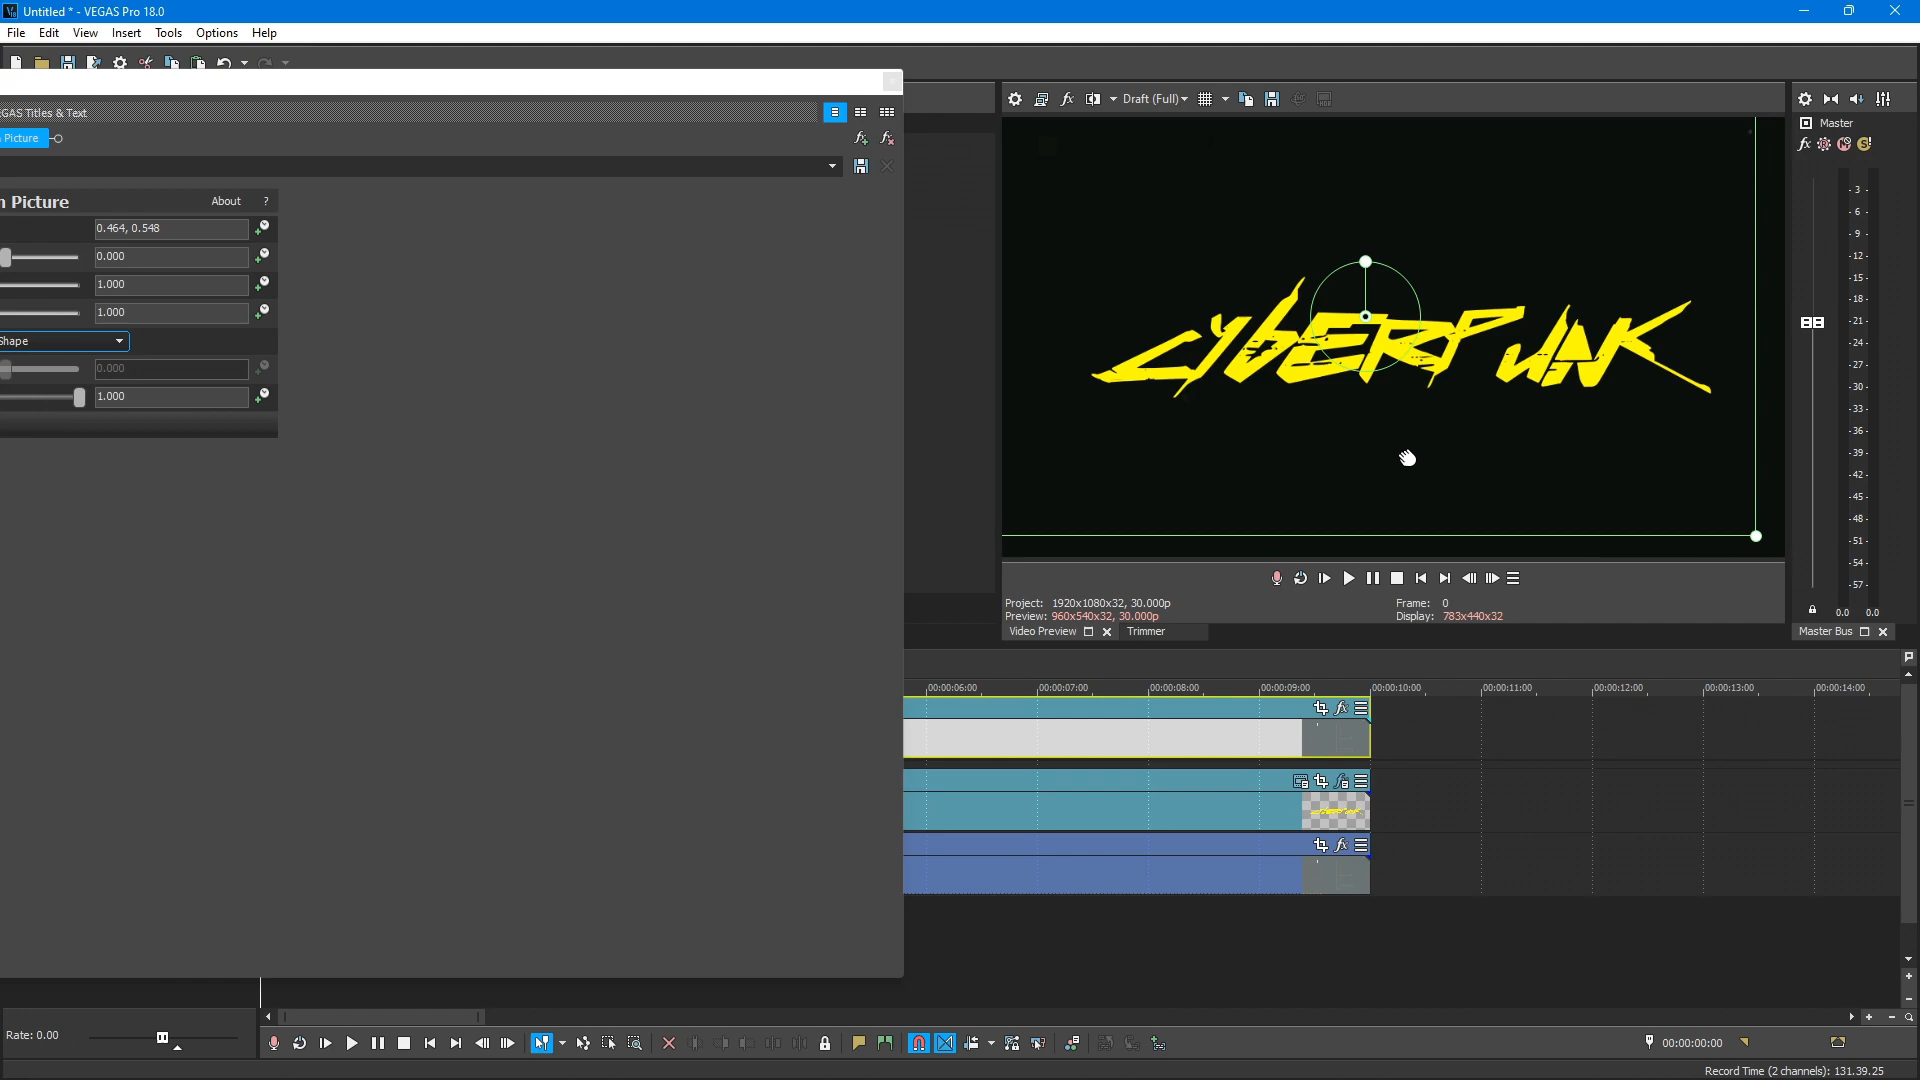 Untitled * - VEGAS Pro 18.0
File Edit View Insert Tools Options Help
EGAS Titles & Text
Picture
n Picture About ?
0.464, 0.548
0.000
1.000
1.000
Shape
0.000
1.000
fx Draft (Full)
CYBERPUNK
Project: 1920x1080x32, 30.000p Frame: 0
Preview: 960x540x32, 30.000p Display: 783x440x32
Video Preview Trimmer
Master
fx
-3-
-6-
-9-
-12-
-15-
-18-
-21-
-24-
-27-
-30-
-33-
-36-
-39-
-42-
-45-
-48-
-51-
-54-
-57-
0.0 0.0
Master Bus
00:00:06:00 00:00:07:00 00:00:08:00 00:00:09:00 00:00:10:00 00:00:11:00 00:00:12:00 00:00:13:00 00:00:14:00
Rate: 0.00
00:00:00:00
Record Time (2 channels): 131.39.25